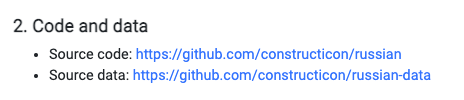 2. Code and data
• Source code: https://github.com/constructicon/russian
• Source data: https://github.com/constructicon/russian-data